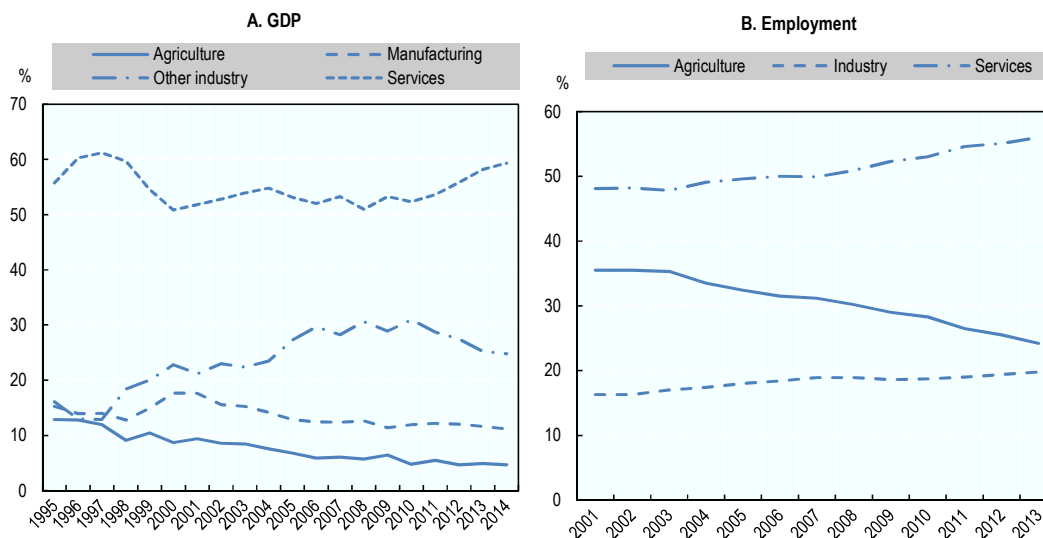 A. GDP
Agriculture Manufacturing
Other industry Services
%
70
60
50
40
30
20
10
0
1995 1996 1997 1998 1999 2000 2001 2002 2003 2004 2005 2006 2007 2008 2009 2010 2011 2012 2013 2014
B. Employment
Agriculture Industry Services
%
60
50
40
30
20
10
0
2001 2002 2003 2004 2005 2006 2007 2008 2009 2010 2011 2012 2013